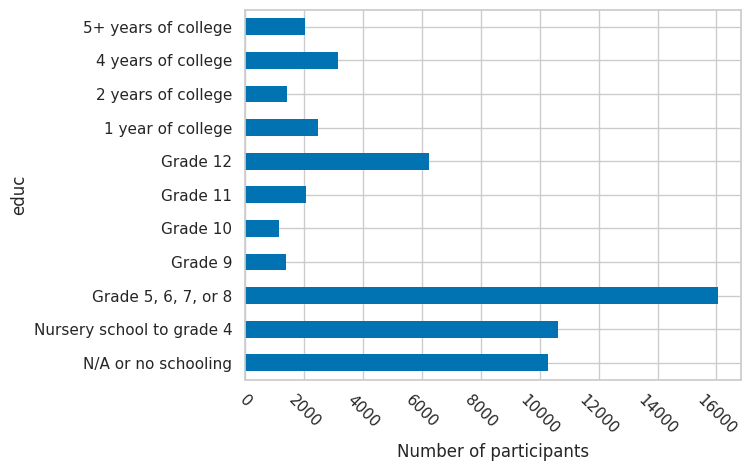 5+ years of college
4 years of college
2 years of college
1 year of college
Grade 12
Grade 11
Grade 10
Grade 9
Grade 5, 6, 7, or 8
Nursery school to grade 4
N/A or no schooling
educ
0
2000
4000
6000
8000
10000
12000
14000
16000
Number of participants